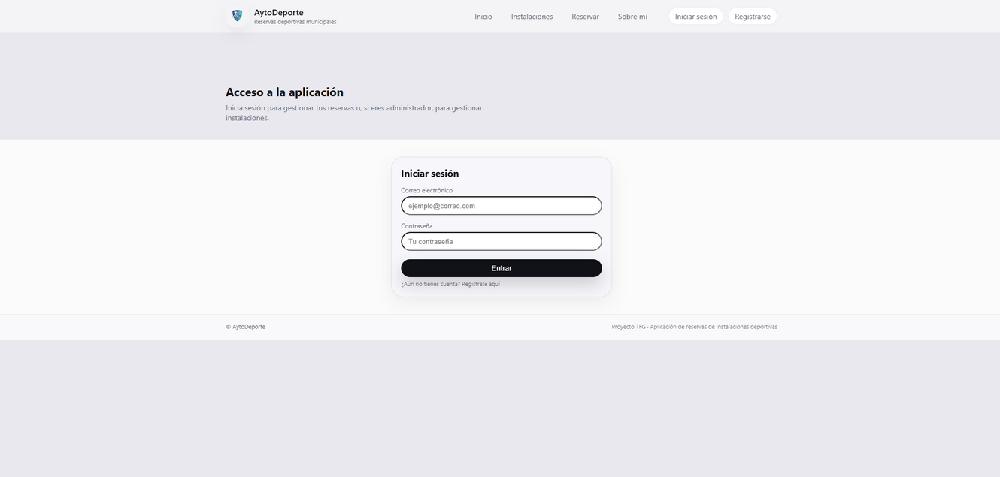 AytoDeporte
Reservas deportivas municipales
Inicio
Instalaciones
Reservar
Sobre mí
Iniciar sesión
Registrarse
Acceso a la aplicación
Inicia sesión para gestionar tus reservas o, si eres administrador, para gestionar
instalaciones.
Iniciar sesión
Correo electrónico
ejemplo@correo.com
Contraseña
Tu contraseña
Entrar
¿Aún no tienes cuenta? Regístrate aquí
© AytoDeporte
Proyecto TFG - Aplicación de reservas de instalaciones deportivas